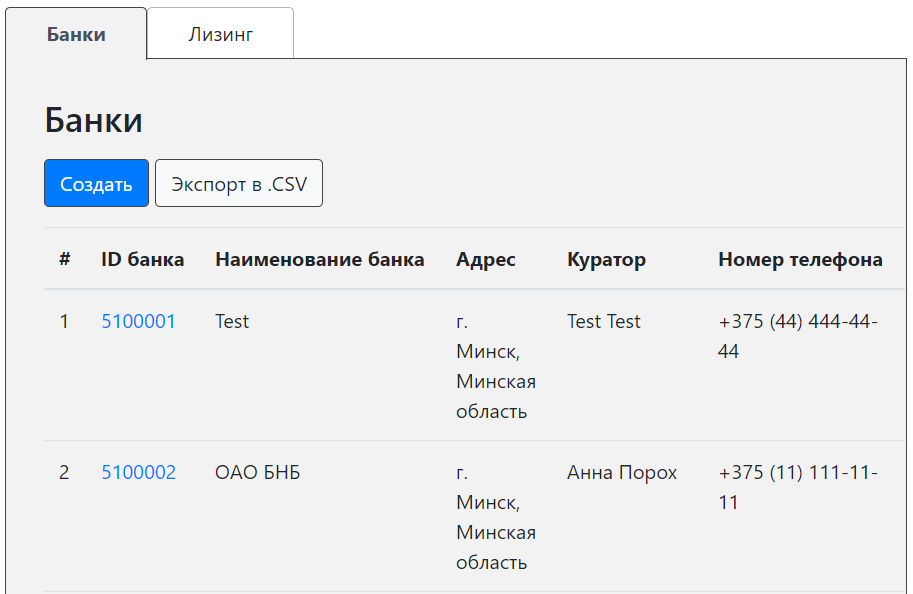 Банки Лизинг
Банки
Создать Экспорт в .CSV
# ID банка Наименование банка Адрес Куратор Номер телефона
1 5100001 Test г. Test Test +375 (44) 444-44-
Минск, 44
Минская
область
2 5100002 ОАО БНБ г. Анна Порох +375 (11) 111-11-
Минск, 11
Минская
область